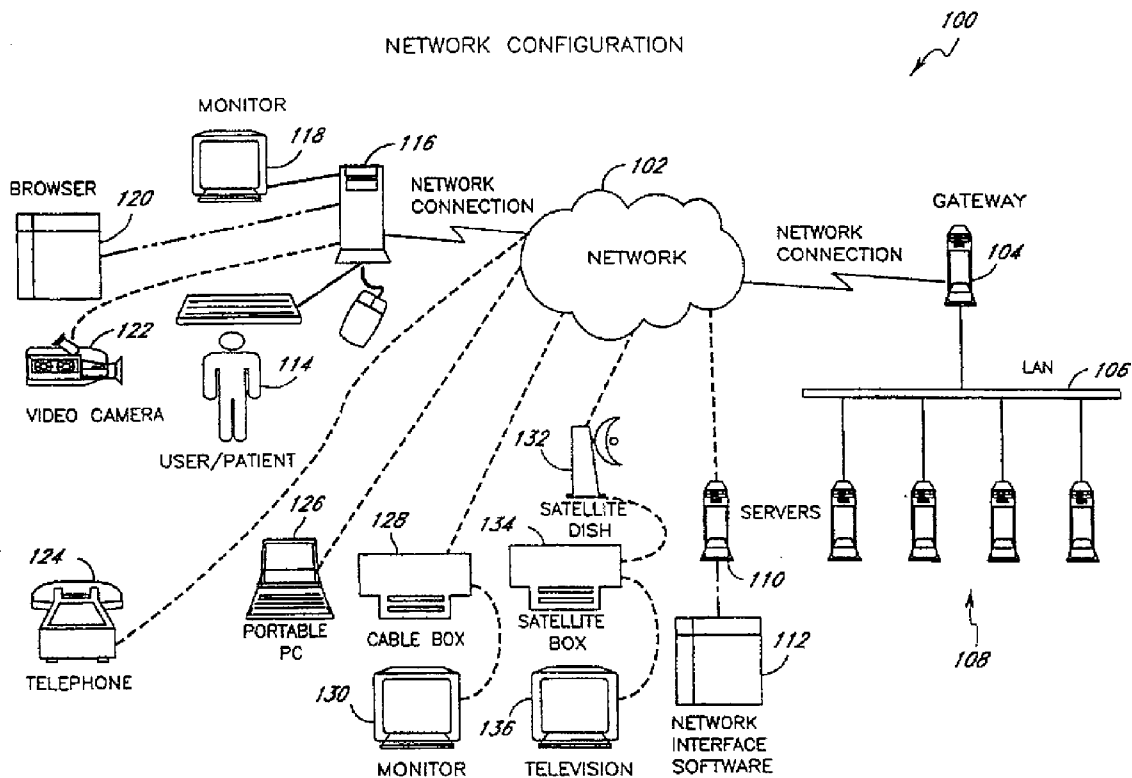 NETWORK CONFIGURATION
100
MONITOR
118
116
102
BROWSER
120
NETWORK
CONNECTION
GATEWAY
NETWORK
NETWORK
CONNECTION
104
122
VIDEO CAMERA
114
USER/PATIENT
LAN
106
132
SATELLITE
DISH
SERVERS
110
108
124
TELEPHONE
126
PORTABLE
PC
128
CABLE BOX
134
SATELLITE
BOX
112
NETWORK
INTERFACE
SOFTWARE
130
MONITOR
136
TELEVISION